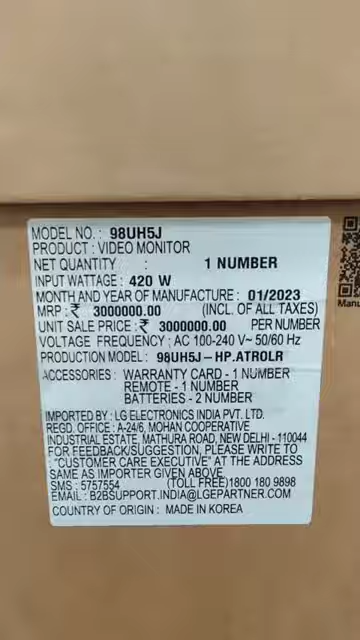 MODEL NO. : 98UH5J
PRODUCT : VIDEO MONITOR
NET QUANTITY : 1 NUMBER
INPUT WATTAGE : 420 W
MONTH AND YEAR OF MANUFACTURE : 01/2023
MRP : ₹ 3000000.00 (INCL. OF ALL TAXES)
UNIT SALE PRICE : ₹ 3000000.00 PER NUMBER
VOLTAGE FREQUENCY : AC 100-240 V~ 50/60 Hz
PRODUCTION MODEL : 98UH5J-HP.ATROLR
ACCESSORIES : WARRANTY CARD - 1 NUMBER
REMOTE - 1 NUMBER
BATTERIES - 2 NUMBER
IMPORTED BY : LG ELECTRONICS INDIA PVT. LTD.
REGD. OFFICE : A-24/6, MOHAN COOPERATIVE
INDUSTRIAL ESTATE, MATHURA ROAD, NEW DELHI - 110044
FOR FEEDBACK/SUGGESTION, PLEASE WRITE TO
: "CUSTOMER CARE EXECUTIVE" AT THE ADDRESS
SAME AS IMPORTER GIVEN ABOVE.
SMS : 5757554 (TOLL FREE)1800 180 9898
EMAIL : B2BSUPPORT.INDIA@LGEPARTNER.COM
COUNTRY OF ORIGIN : MADE IN KOREA
Manu